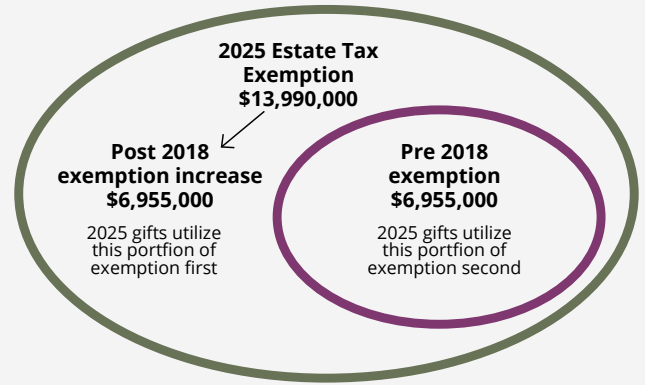 2025 Estate Tax
Exemption
$13,990,000
Post 2018
exemption increase
$6,955,000
2025 gifts utilize
this portfion of
exemption first
Pre 2018
exemption
$6,955,000
2025 gifts utilize
this portfion of
exemption second